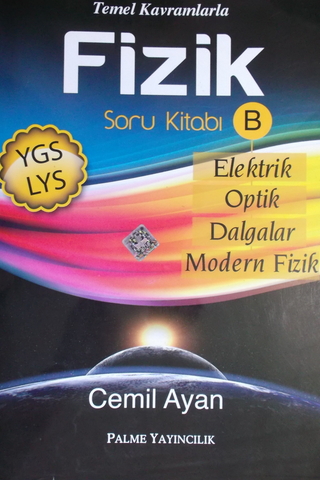 Temel Kavramlarla
Fizik
Soru Kitabı B
YGS
LYS
Elektrik
Optik
Dalgalar
Modern Fizik
Cemil Ayan
PALME YAYINCILIK